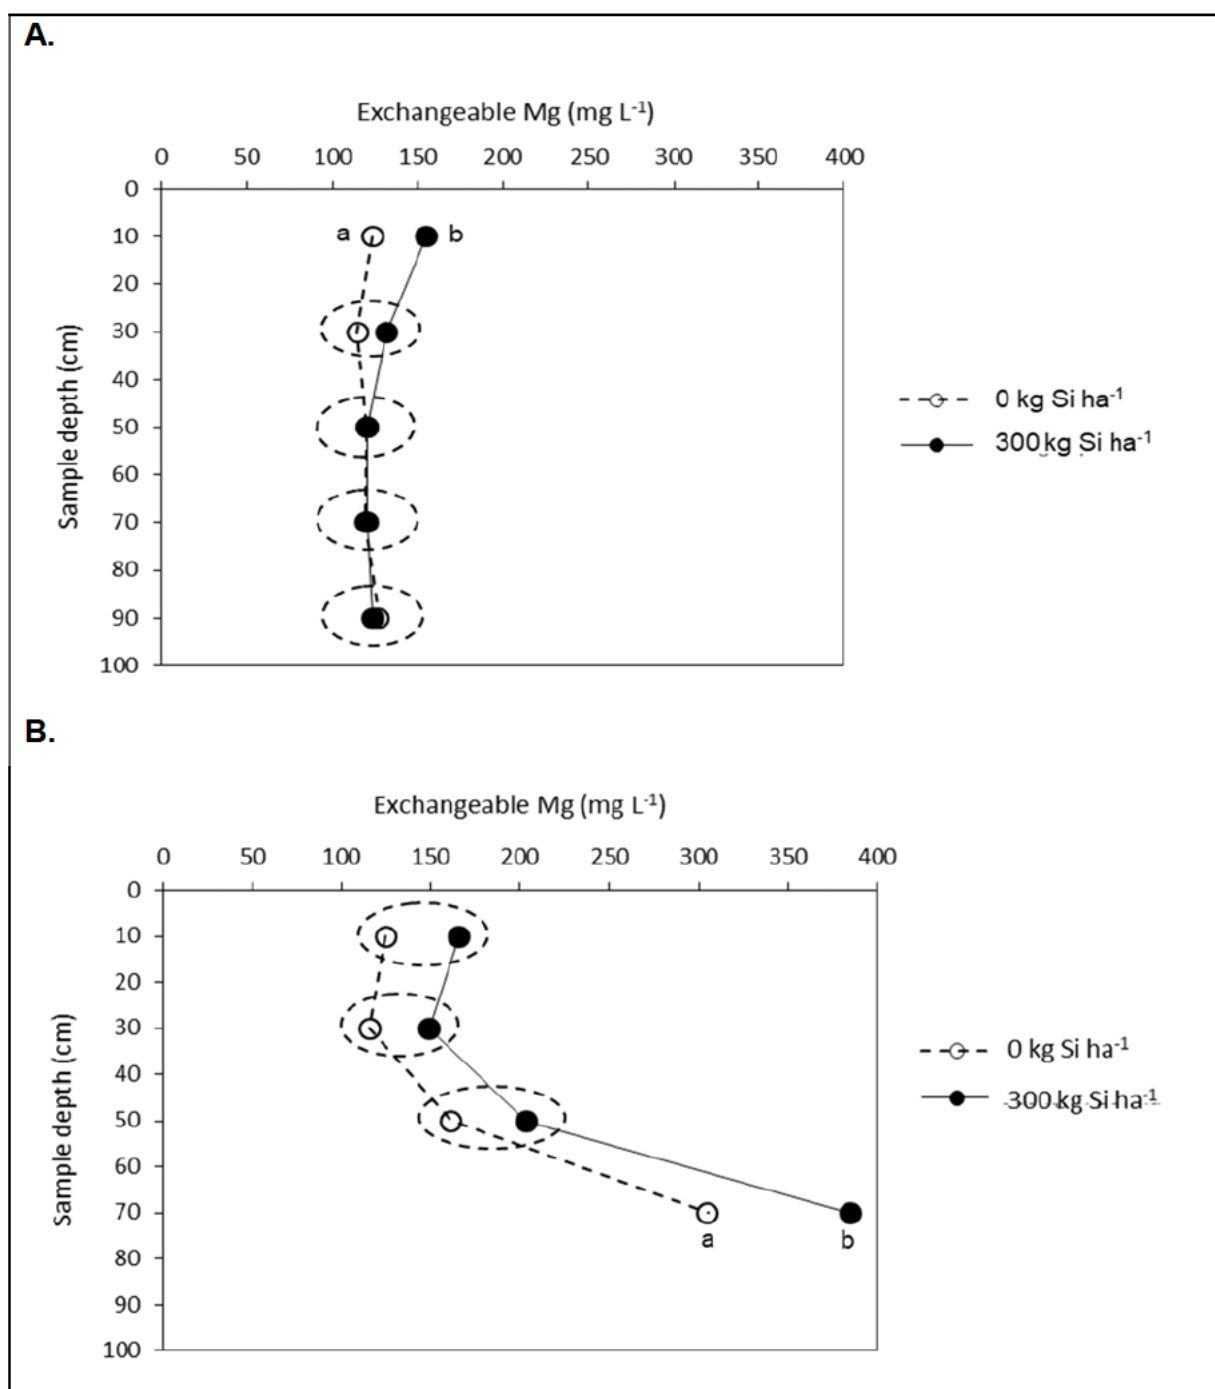 A.
Exchangeable Mg (mg L⁻¹)
0 50 100 150 200 250 300 350 400
0
10
20
30
40
50
60
70
80
90
100
Sample depth (cm)
a
b
0 kg Si ha⁻¹
300 kg Si ha⁻¹
B.
Exchangeable Mg (mg L⁻¹)
0 50 100 150 200 250 300 350 400
0
10
20
30
40
50
60
70
80
90
100
Sample depth (cm)
a
b
0 kg Si ha⁻¹
300 kg Si ha⁻¹